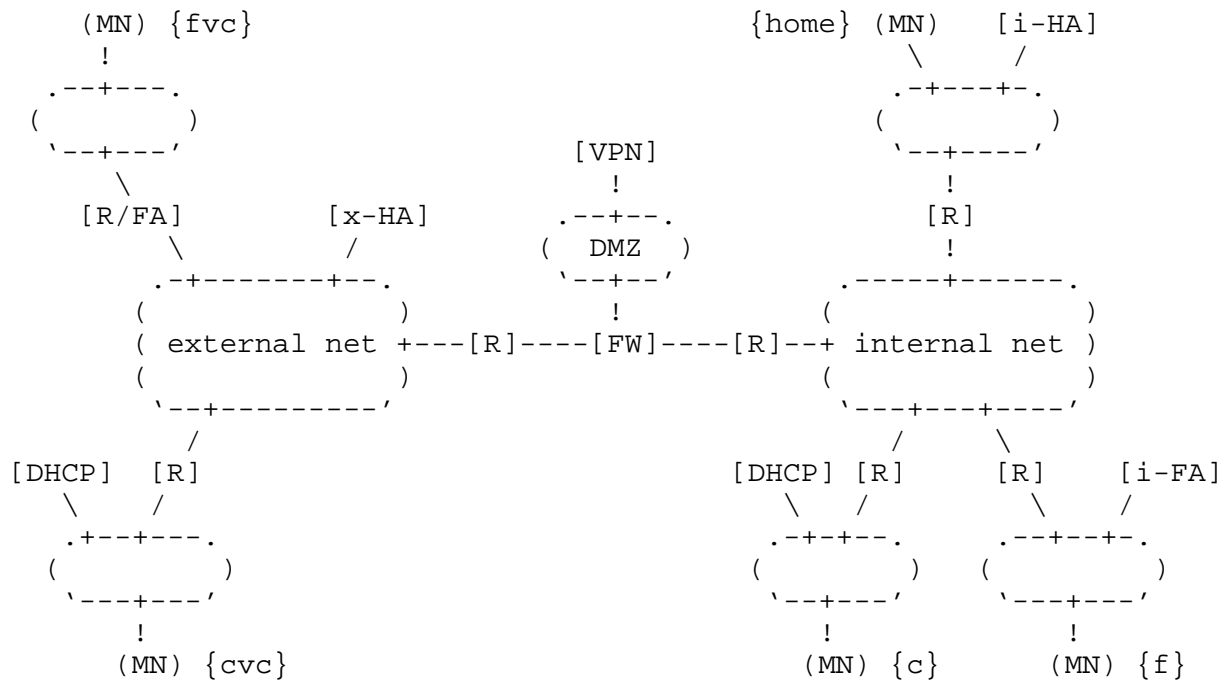 (MN) {fvc} {home} (MN) [i-HA]
[VPN]
[R/FA] [x-HA] [R]
DMZ
external net [R] [FW] [R] internal net
[DHCP] [R] [DHCP] [R] [R] [i-FA]
(MN) {cvc} (MN) {c} (MN) {f}